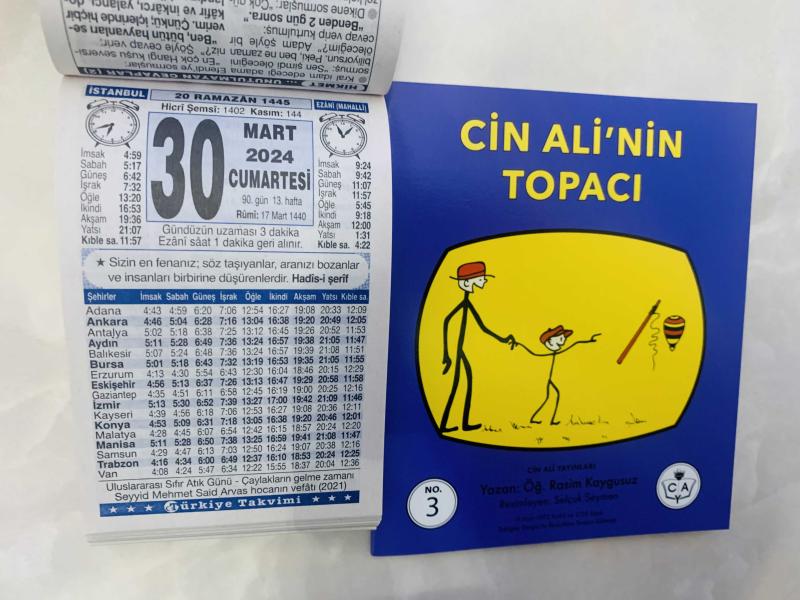 HİKMET ... UNUTULMAYAN CEVAPLAR (2)
İSTANBUL
20 RAMAZÂN 1445
Hicrî Şemsî: 1402 Kasım: 144
EZÂNÎ (MAHALLÎ)
30
MART
2024
CUMARTESİ
90. gün 13. hafta
Rûmî: 17 Mart 1440
İmsak 4:59
Sabah 5:17
Güneş 6:42
İşrak 7:32
Öğle 13:20
İkindi 16:53
Akşam 19:36
Yatsı 21:07
Kıble sa. 11:57
İmsak 9:24
Sabah 9:42
Güneş 11:07
İşrak 11:57
Öğle 5:45
İkindi 9:18
Akşam 12:00
Yatsı 1:31
Kıble sa. 4:22
Gündüzün uzaması 3 dakika
Ezânî sâat 1 dakika geri alınır.
★ Sizin en fenanız; söz taşıyanlar, aranızı bozanlar
ve insanları birbirine düşürenlerdir. Hadîs-i şerîf
Şehirler İmsak Sabah Güneş İşrak Öğle İkindi Akşam Yatsı Kıble sa.
Adana 4:43 4:59 6:20 7:06 12:54 16:27 19:08 20:33 12:09
Ankara 4:46 5:04 6:28 7:16 13:04 16:38 19:20 20:49 12:05
Antalya 5:02 5:18 6:38 7:25 13:12 16:45 19:26 20:52 11:53
Aydın 5:11 5:28 6:49 7:36 13:24 16:57 19:38 21:05 11:47
Balıkesir 5:07 5:24 6:48 7:36 13:24 16:57 19:39 21:08 11:51
Bursa 5:01 5:18 6:43 7:32 13:19 16:53 19:35 21:05 11:55
Erzurum 4:13 4:30 5:54 6:43 12:30 16:04 18:46 20:15 12:29
Eskişehir 4:56 5:13 6:37 7:26 13:13 16:47 19:29 20:58 11:58
Gaziantep 4:35 4:51 6:11 6:58 12:45 16:19 19:00 20:25 12:16
İzmir 5:13 5:30 6:52 7:39 13:27 17:00 19:42 21:09 11:46
Kayseri 4:39 4:56 6:18 7:06 12:53 16:27 19:08 20:36 12:11
Konya 4:53 5:09 6:31 7:18 13:05 16:38 19:20 20:46 12:01
Malatya 4:28 4:45 6:07 6:54 12:42 16:15 18:57 20:24 12:20
Manisa 5:11 5:28 6:50 7:38 13:25 16:59 19:41 21:08 11:47
Samsun 4:29 4:47 6:13 7:03 12:50 16:24 19:07 20:38 12:16
Trabzon 4:16 4:34 6:00 6:49 12:37 16:10 18:53 20:24 12:25
Van 4:08 4:24 5:47 6:34 12:22 15:55 18:37 20:04 12:36
Uluslararası Sıfır Atık Günü - Çaylakların gelme zamanı
Seyyid Mehmet Said Arvas hocanın vefâtı (2021)
Türkiye Takvimi
CİN ALİ'NİN
TOPACI
CİN ALİ YAYINLARI
Yazan: Öğ. Rasim Kaygusuz
Resimleyen: Selçuk Seymen
NO.
3
C A
Y